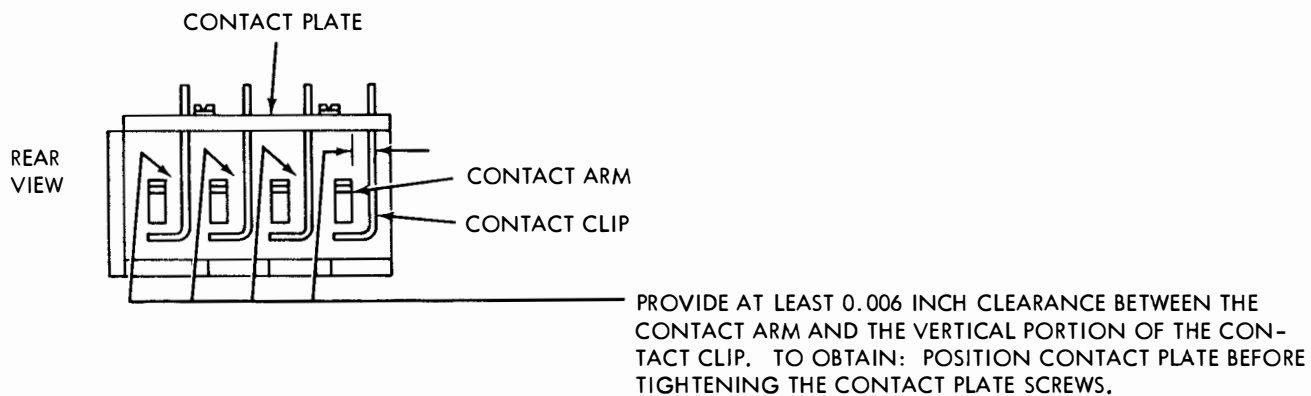 CONTACT PLATE
REAR
VIEW
CONTACT ARM
CONTACT CLIP
PROVIDE AT LEAST 0.006 INCH CLEARANCE BETWEEN THE
CONTACT ARM AND THE VERTICAL PORTION OF THE CON-
TACT CLIP. TO OBTAIN: POSITION CONTACT PLATE BEFORE
TIGHTENING THE CONTACT PLATE SCREWS.